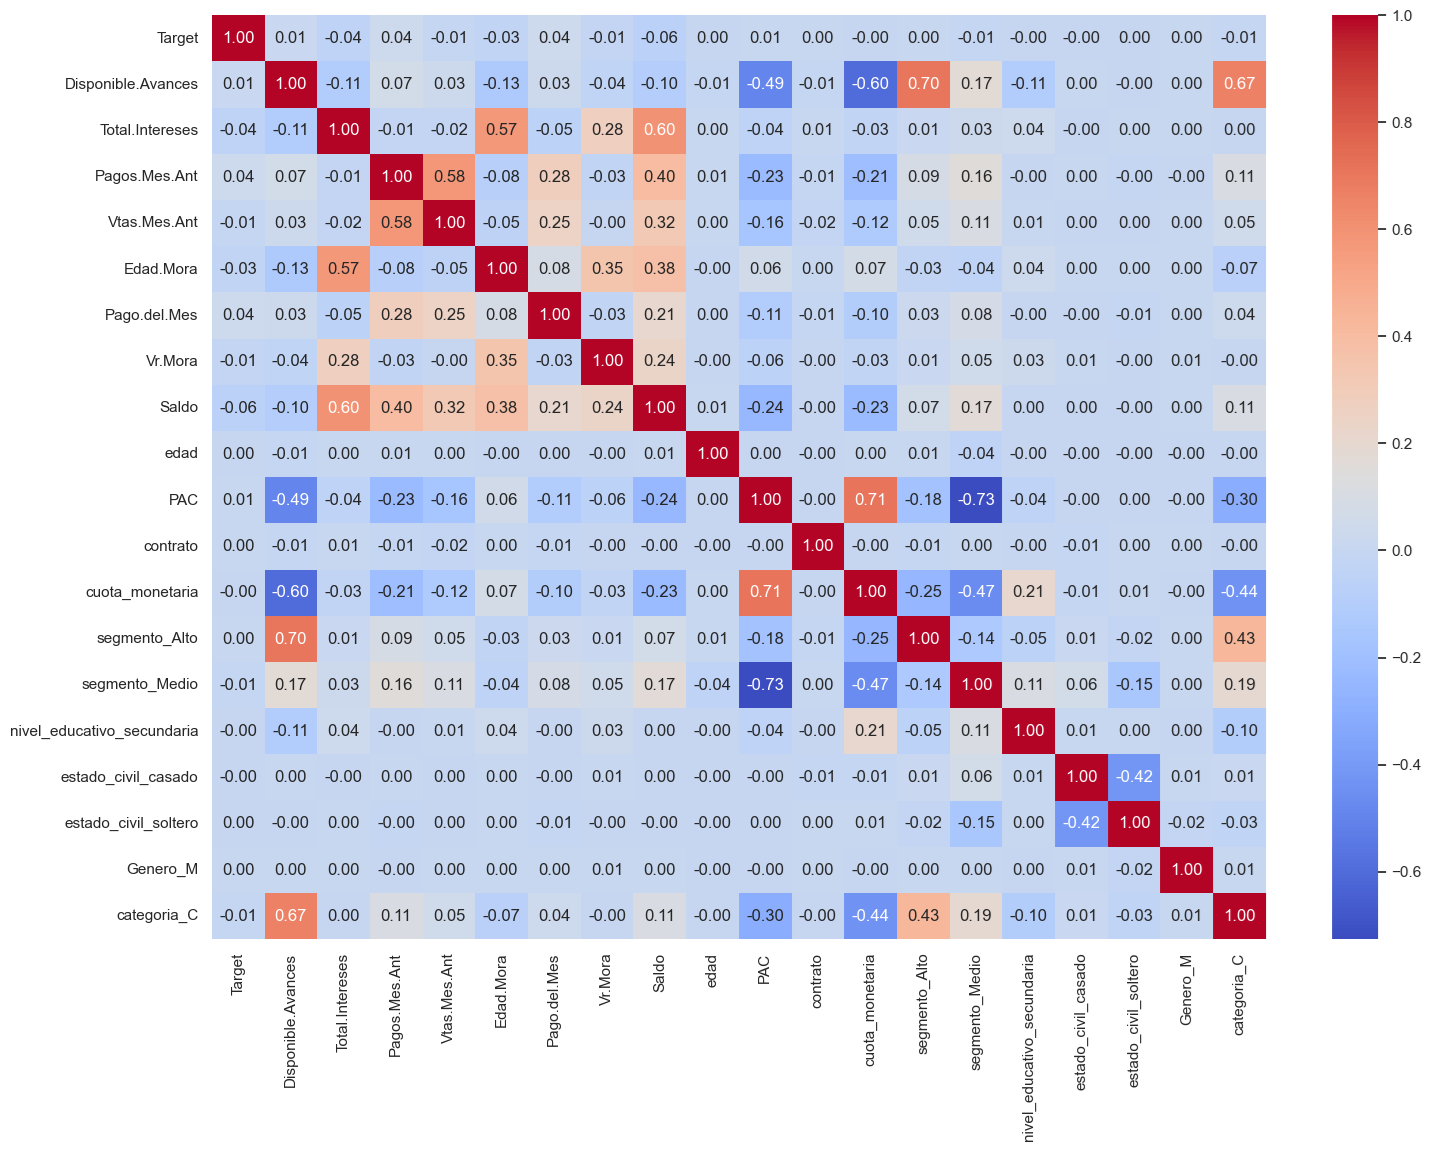 Target 1.00 0.01 -0.04 0.04 -0.01 -0.03 0.04 -0.01 -0.06 0.00 0.01 0.00 -0.00 0.00 -0.01 -0.00 -0.00 0.00 0.00 -0.01
Disponible.Avances 0.01 1.00 -0.11 0.07 0.03 -0.13 0.03 -0.04 -0.10 -0.01 -0.49 -0.01 -0.60 0.70 0.17 -0.11 0.00 -0.00 0.00 0.67
Total.Intereses -0.04 -0.11 1.00 -0.01 -0.02 0.57 -0.05 0.28 0.60 0.00 -0.04 0.01 -0.03 0.01 0.03 0.04 -0.00 0.00 0.00 0.00
Pagos.Mes.Ant 0.04 0.07 -0.01 1.00 0.58 -0.08 0.28 -0.03 0.40 0.01 -0.23 -0.01 -0.21 0.09 0.16 -0.00 0.00 -0.00 -0.00 0.11
Vtas.Mes.Ant -0.01 0.03 -0.02 0.58 1.00 -0.05 0.25 -0.00 0.32 0.00 -0.16 -0.02 -0.12 0.05 0.11 0.01 0.00 -0.00 0.00 0.05
Edad.Mora -0.03 -0.13 0.57 -0.08 -0.05 1.00 0.08 0.35 0.38 -0.00 0.06 0.00 0.07 -0.03 -0.04 0.04 0.00 0.00 0.00 -0.07
Pago.del.Mes 0.04 0.03 -0.05 0.28 0.25 0.08 1.00 -0.03 0.21 0.00 -0.11 -0.01 -0.10 0.03 0.08 -0.00 -0.00 -0.01 0.00 0.04
Vr.Mora -0.01 -0.04 0.28 -0.03 -0.00 0.35 -0.03 1.00 0.24 -0.00 -0.06 -0.00 -0.03 0.01 0.05 0.03 0.01 -0.00 0.01 -0.00
Saldo -0.06 -0.10 0.60 0.40 0.32 0.38 0.21 0.24 1.00 0.01 -0.24 -0.00 -0.23 0.07 0.17 0.00 0.00 -0.00 0.00 0.11
edad 0.00 -0.01 0.00 0.01 0.00 -0.00 0.00 -0.00 0.01 1.00 0.00 -0.00 0.00 0.01 -0.04 -0.00 -0.00 -0.00 -0.00 -0.00
PAC 0.01 -0.49 -0.04 -0.23 -0.16 0.06 -0.11 -0.06 -0.24 0.00 1.00 -0.00 0.71 -0.18 -0.73 -0.04 -0.00 0.00 -0.00 -0.30
contrato 0.00 -0.01 0.01 -0.01 -0.02 0.00 -0.01 -0.00 -0.00 -0.00 -0.00 1.00 -0.00 -0.01 0.00 -0.00 -0.01 0.00 0.00 -0.00
cuota_monetaria -0.00 -0.60 -0.03 -0.21 -0.12 0.07 -0.10 -0.03 -0.23 0.00 0.71 -0.00 1.00 -0.25 -0.47 0.21 -0.01 0.01 -0.00 -0.44
segmento_Alto 0.00 0.70 0.01 0.09 0.05 -0.03 0.03 0.01 0.07 0.01 -0.18 -0.01 -0.25 1.00 -0.14 -0.05 0.01 -0.02 0.00 0.43
segmento_Medio -0.01 0.17 0.03 0.16 0.11 -0.04 0.08 0.05 0.17 -0.04 -0.73 0.00 -0.47 -0.14 1.00 0.11 0.06 -0.15 0.00 0.19
nivel_educativo_secundaria -0.00 -0.11 0.04 -0.00 0.01 0.04 -0.00 0.03 0.00 -0.00 -0.04 -0.00 0.21 -0.05 0.11 1.00 0.01 0.00 0.00 -0.10
estado_civil_casado -0.00 0.00 -0.00 0.00 0.00 0.00 -0.00 0.01 0.00 -0.00 -0.00 -0.01 -0.01 0.01 0.06 0.01 1.00 -0.42 0.01 0.01
estado_civil_soltero 0.00 -0.00 0.00 -0.00 -0.00 0.00 -0.01 -0.00 -0.00 -0.00 0.00 0.00 0.01 -0.02 -0.15 0.00 -0.42 1.00 -0.02 -0.03
Genero_M 0.00 0.00 0.00 -0.00 0.00 0.00 0.00 0.01 0.00 -0.00 -0.00 0.00 -0.00 0.00 0.00 0.00 0.01 -0.02 1.00 0.01
categoria_C -0.01 0.67 0.00 0.11 0.05 -0.07 0.04 -0.00 0.11 -0.00 -0.30 -0.00 -0.44 0.43 0.19 -0.10 0.01 -0.03 0.01 1.00
Target
Disponible.Avances
Total.Intereses
Pagos.Mes.Ant
Vtas.Mes.Ant
Edad.Mora
Pago.del.Mes
Vr.Mora
Saldo
edad
PAC
contrato
cuota_monetaria
segmento_Alto
segmento_Medio
nivel_educativo_secundaria
estado_civil_casado
estado_civil_soltero
Genero_M
categoria_C
1.0
0.8
0.6
0.4
0.2
0.0
−0.2
−0.4
−0.6